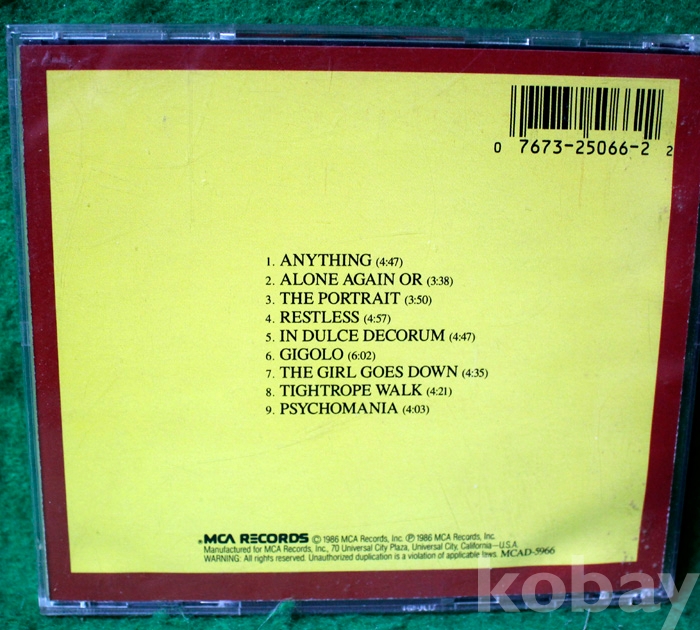 0 7673-25066-2 2
1. ANYTHING (4:47)
2. ALONE AGAIN OR (3:38)
3. THE PORTRAIT (3:50)
4. RESTLESS (4:57)
5. IN DULCE DECORUM (4:47)
6. GIGOLO (6:02)
7. THE GIRL GOES DOWN (4:35)
8. TIGHTROPE WALK (4:21)
9. PSYCHOMANIA (4:03)
MCA RECORDS © 1986 MCA Records, Inc. ℗ 1986 MCA Records, Inc.
Manufactured for MCA Records, Inc., 70 Universal City Plaza, Universal City, California—U.S.A.
WARNING: All rights reserved. Unauthorized duplication is a violation of applicable laws. MCAD-5966
kobay